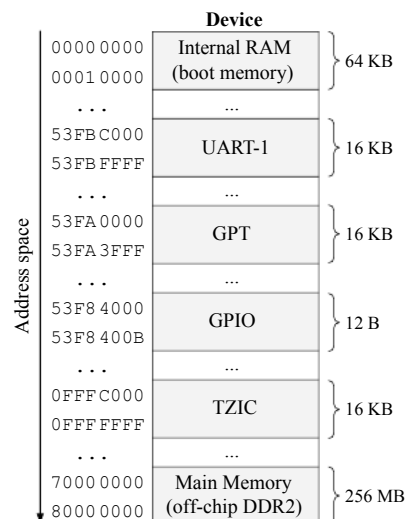 Device
0000 0000
0001 0000
Internal RAM
(boot memory)
64 KB
...
...
53FB C000
53FB FFFF
UART-1
16 KB
...
...
53FA 0000
53FA 3FFF
GPT
16 KB
...
...
53F8 4000
53F8 400B
GPIO
12 B
...
...
0FFF C000
0FFF FFFF
TZIC
16 KB
...
...
7000 0000
8000 0000
Main Memory
(off-chip DDR2)
256 MB
Address space